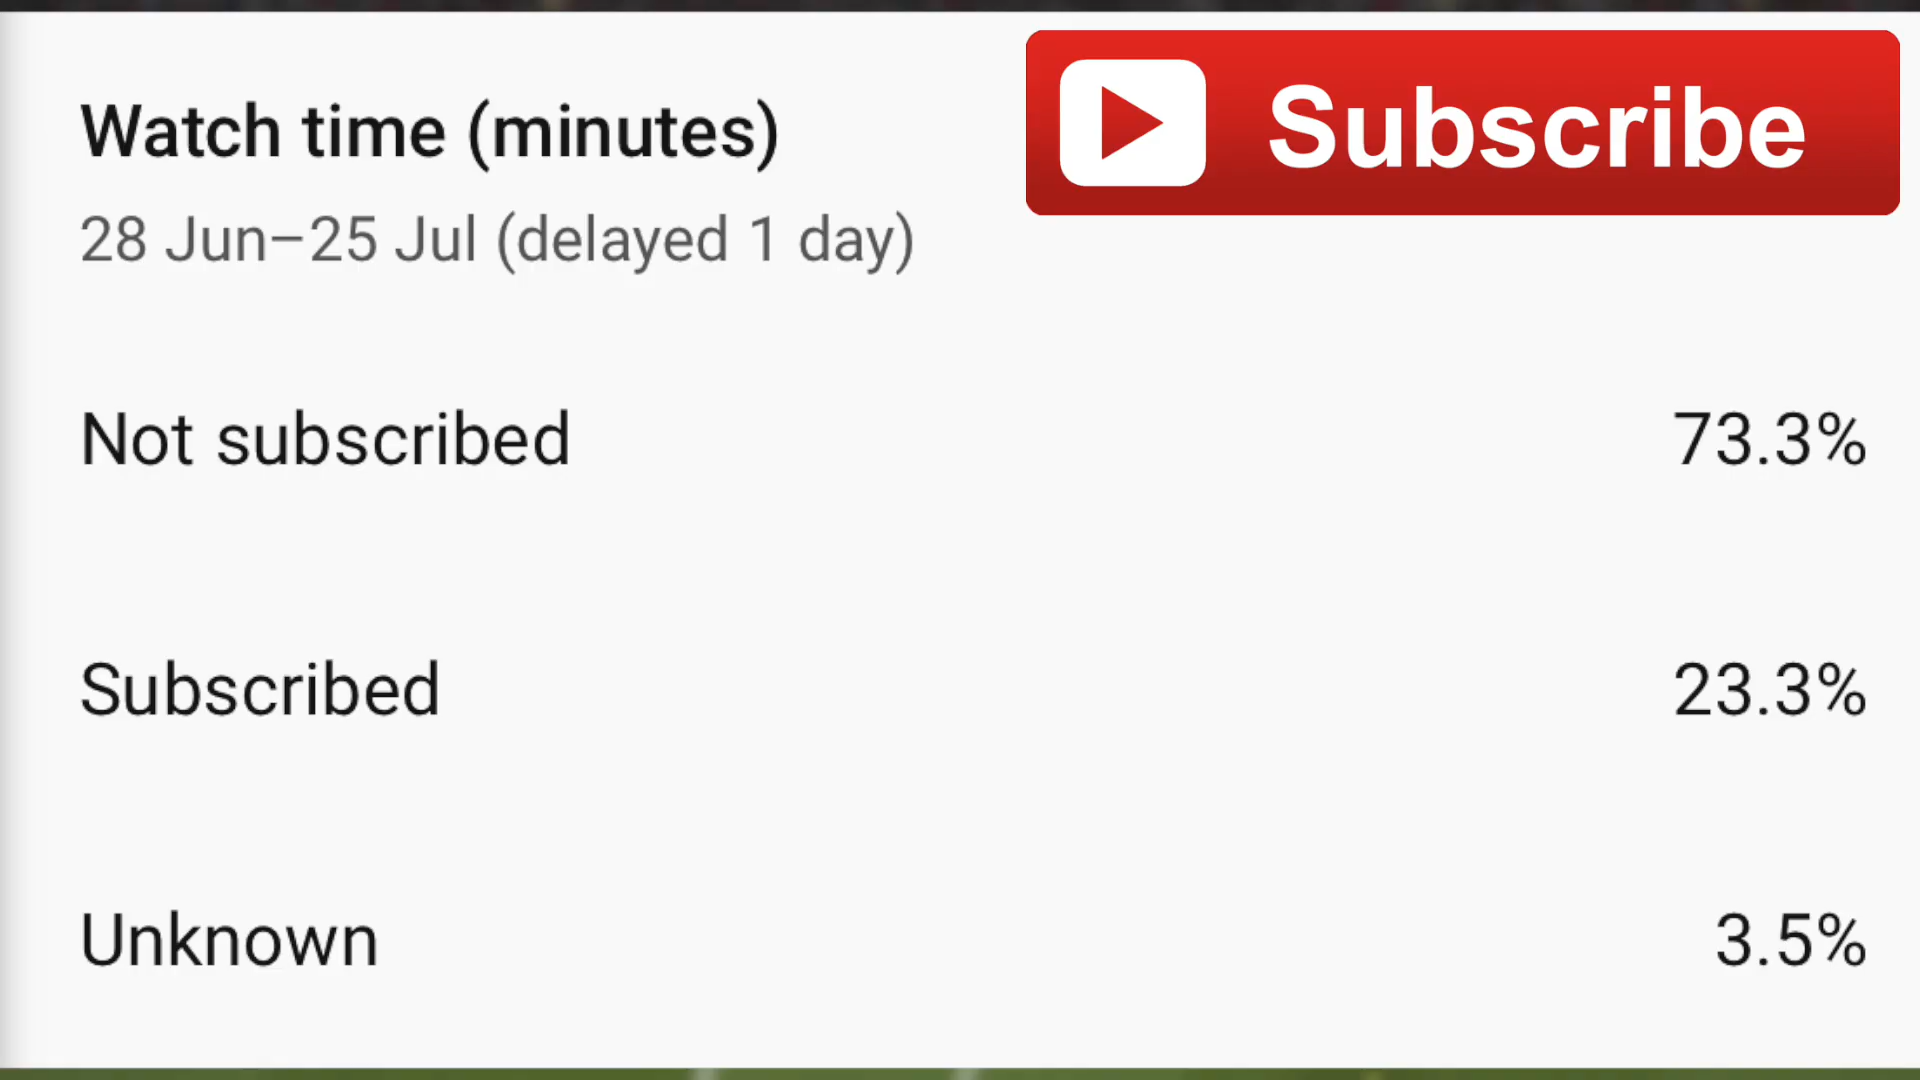 Watch time (minutes)
Subscribe
28 Jun–25 Jul (delayed 1 day)
Not subscribed 73.3%
Subscribed 23.3%
Unknown 3.5%